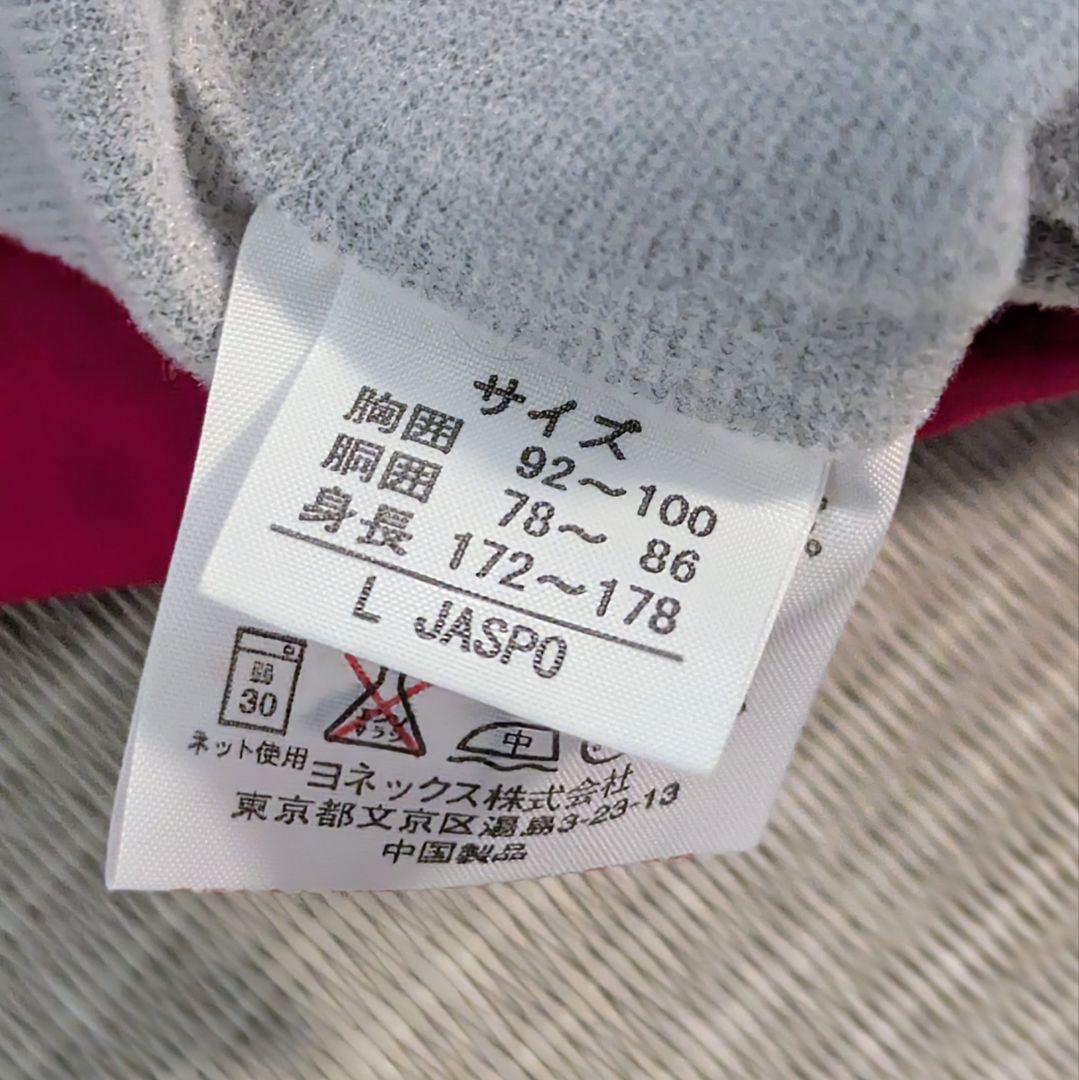 サイズ
胸囲 92～100
胴囲 78～ 86
身長 172～178
L JASPO
弱
30
中
ネット使用
ヨネックス株式会社
東京都文京区湯島3-23-13
中国製品